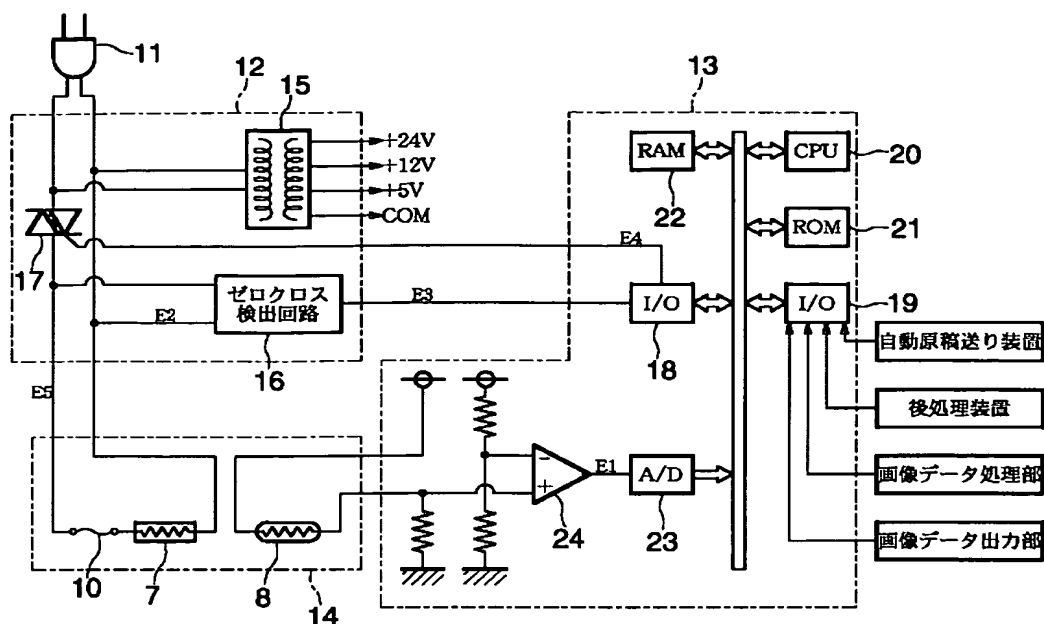 11
12
15
13
+24V
+12V
+5V
COM
RAM
22
CPU
20
ROM
21
17
E4
ゼロクロス
検出回路
16
E2
E3
I/O
18
I/O
19
自動原稿送り装置
後処理装置
画像データ処理部
画像データ出力部
E5
−
+
24
E1
A/D
23
10
7
8
14